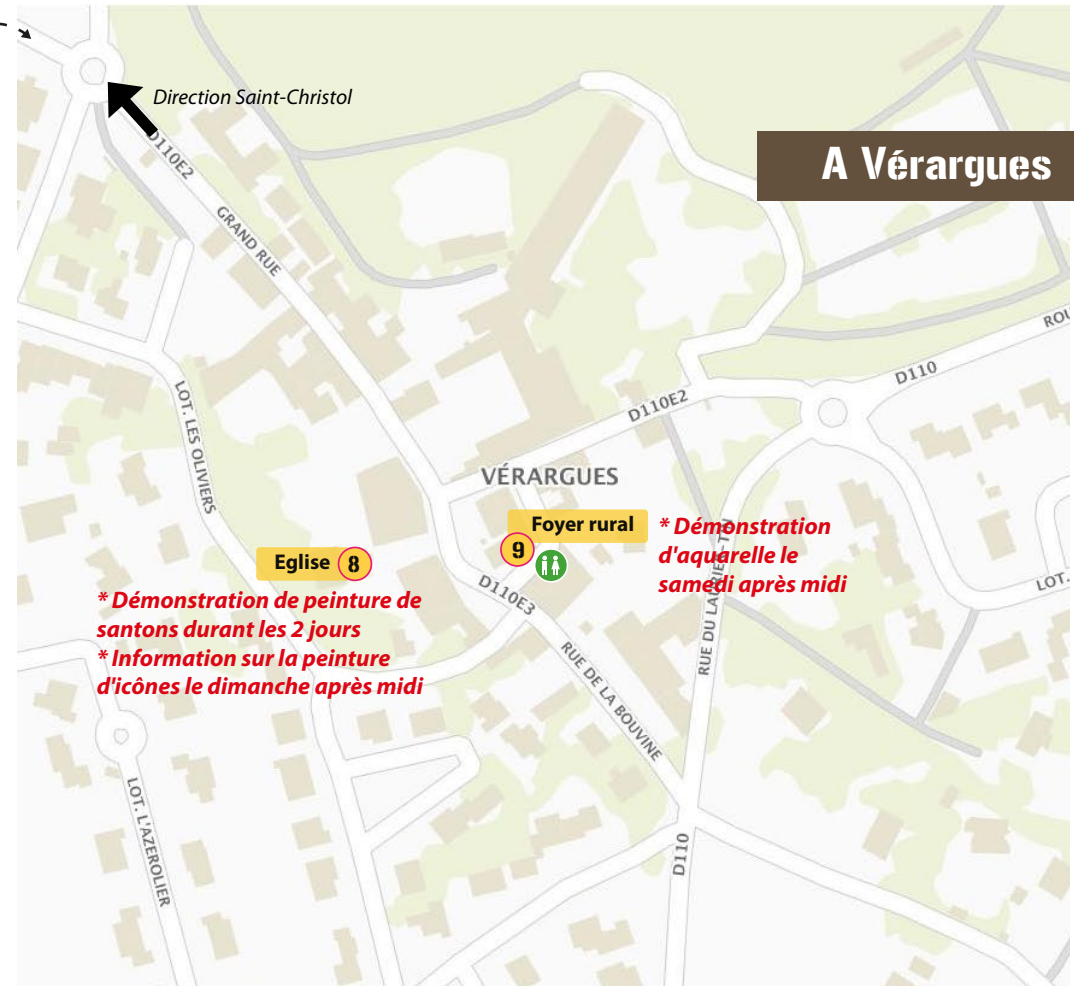 Direction Saint-Christol
A Vérargues
D110E2
GRAND RUE
ROU
D110
D110E2
LOT. LES OLIVIERS
VÉRARGUES
Foyer rural
9
* Démonstration
d'aquarelle le
samedi après midi
Eglise 8
* Démonstration de peinture de
santons durant les 2 jours
* Information sur la peinture
d'icônes le dimanche après midi
D110E3
RUE DE LA BOUVINE
RUE DU
LOT.
LOT. L'AZEROLIER
D110